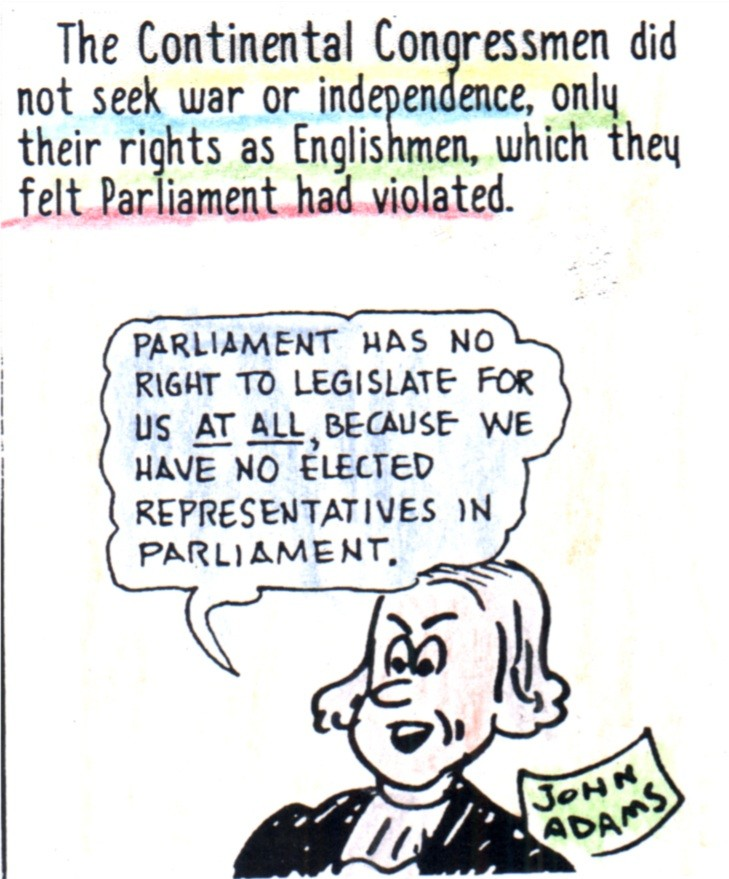 The Continental Congressmen did
not seek war or independence, only
their rights as Englishmen, which they
felt Parliament had violated.
PARLIAMENT HAS NO
RIGHT TO LEGISLATE FOR
US AT ALL, BECAUSE WE
HAVE NO ELECTED
REPRESENTATIVES IN
PARLIAMENT.
JOHN
ADAMS